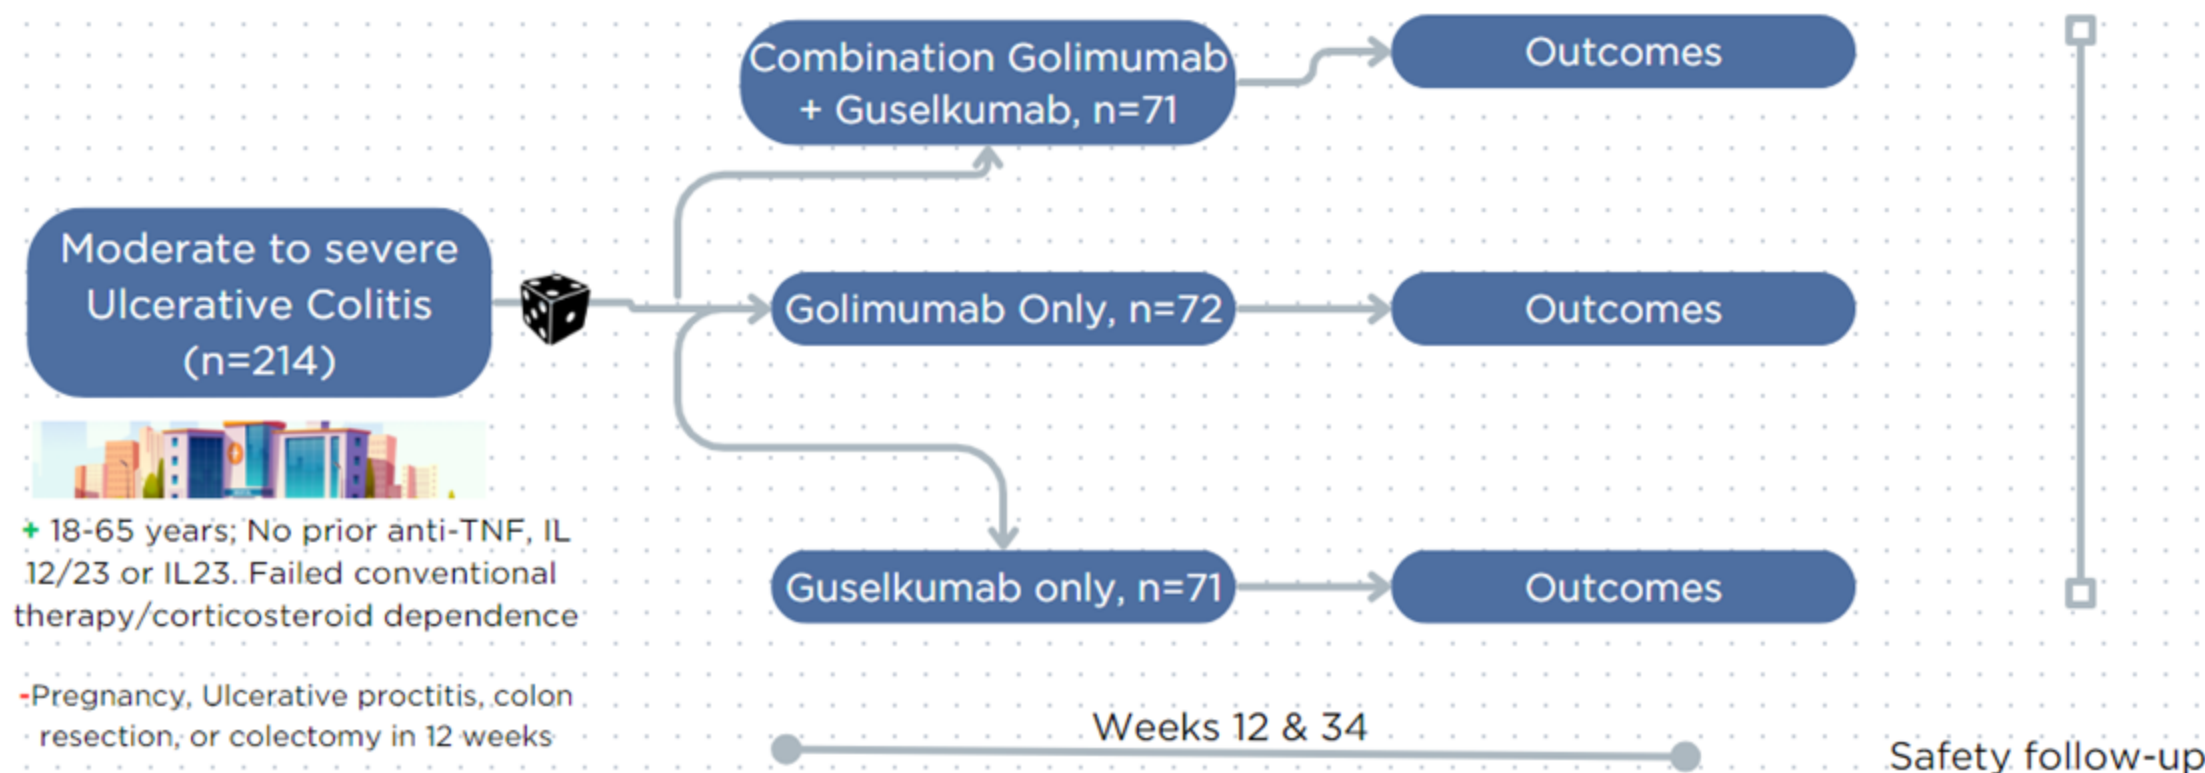 Combination Golimumab
+ Guselkumab, n=71
Outcomes
Moderate to severe
Ulcerative Colitis
(n=214)
Golimumab Only, n=72
Outcomes
+ 18-65 years; No prior anti-TNF, IL
12/23 or IL23. Failed conventional
therapy/corticosteroid dependence
Guselkumab only, n=71
Outcomes
-Pregnancy, Ulcerative proctitis, colon
resection, or colectomy in 12 weeks
Weeks 12 & 34
Safety follow-up